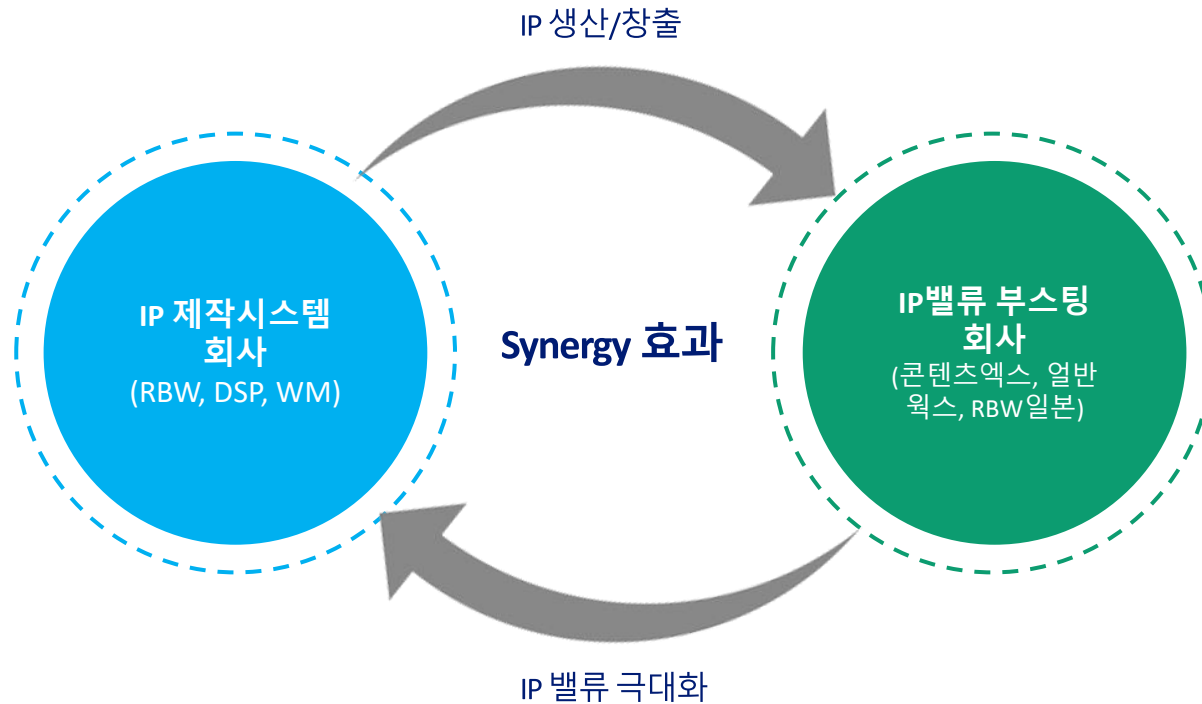 IP 생산/창출
IP 제작시스템
회사
(RBW, DSP, WM)
Synergy 효과
IP밸류 부스팅
회사
(콘텐츠엑스, 얼반
웍스, RBW일본)
IP 밸류 극대화